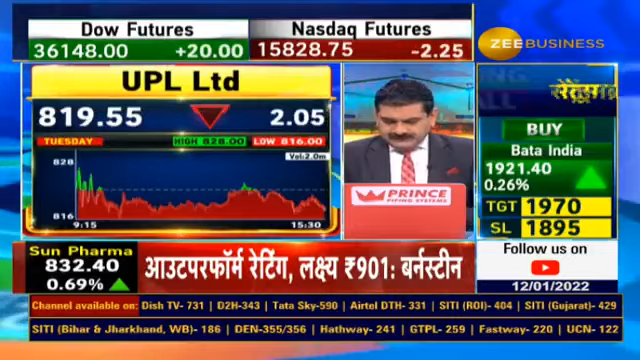 Dow Futures
36148.00 +20.00
Nasdaq Futures
15828.75 -2.25
ZEE BUSINESS
UPL Ltd
819.55 2.05
TUESDAY HIGH 828.00 LOW 816.00
Vol:2.0m
828
816
9:15 15:30
PRINCE
PIPING SYSTEMS
BUY
Bata India
1921.40
0.26%
TGT 1970
SL 1895
Sun Pharma
832.40
0.69%
आउटपरफॉर्म रेटिंग, लक्ष्य ₹901: बर्नस्टीन
Follow us on
12/01/2022
Channel available on: Dish TV- 731 | D2H-343 | Tata Sky-590 | Airtel DTH- 331 | SITI (ROI)- 404 | SITI (Gujarat)- 429
SITI (Bihar & Jharkhand, WB)- 186 | DEN-355/356 | Hathway- 241 | GTPL- 259 | Fastway- 220 | UCN- 122